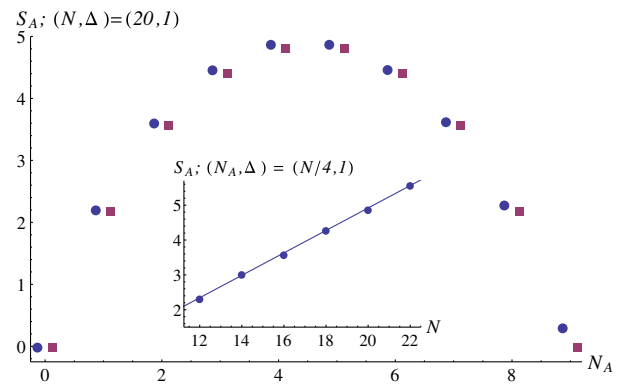 S_A; (N,Δ)=(20,1)
5
4
3
2
1
0
0 2 4 6 8 N_A
S_A; (N_A,Δ) = (N/4,1)
5
4
3
2
12 14 16 18 20 22 N